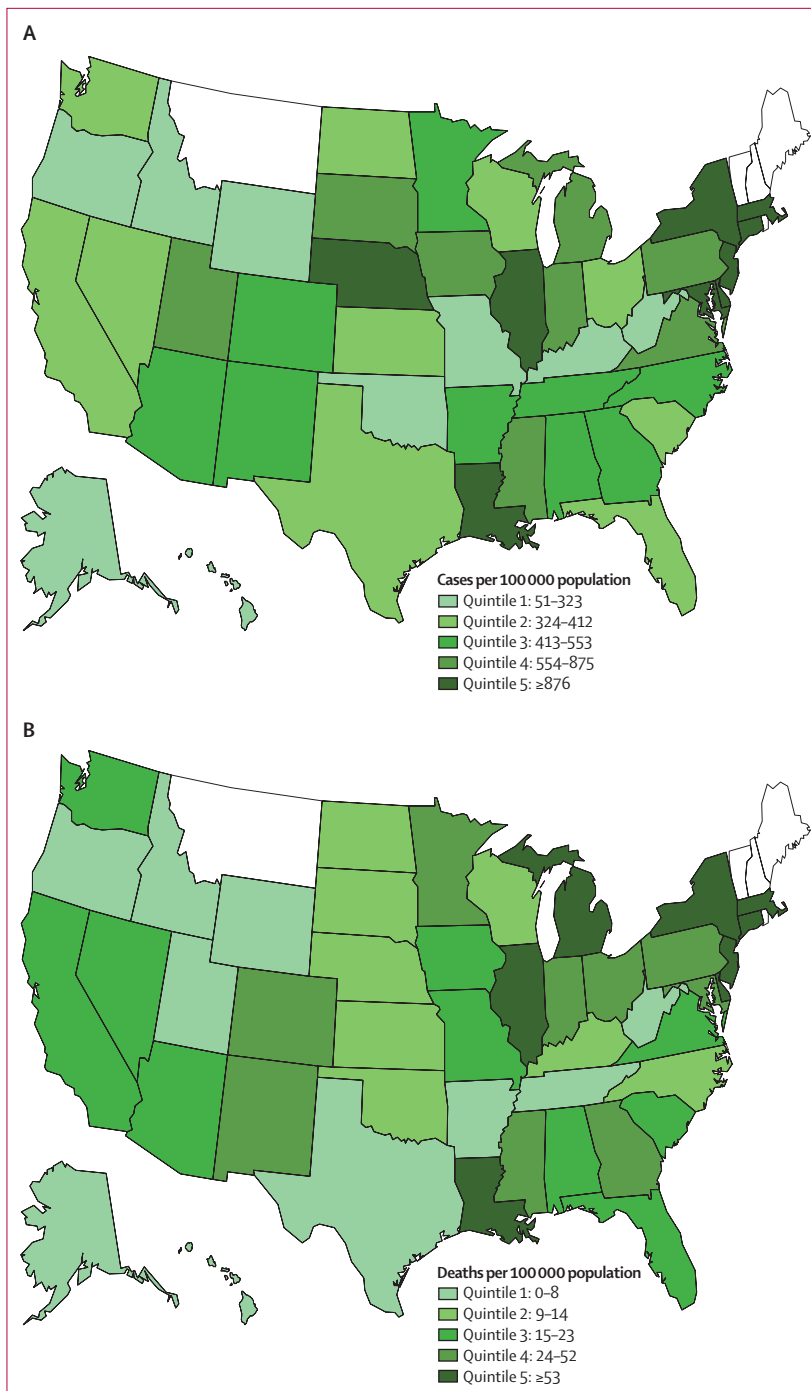 A
Cases per 100 000 population
Quintile 1: 51–323
Quintile 2: 324–412
Quintile 3: 413–553
Quintile 4: 554–875
Quintile 5: ≥876
B
Deaths per 100 000 population
Quintile 1: 0–8
Quintile 2: 9–14
Quintile 3: 15–23
Quintile 4: 24–52
Quintile 5: ≥53